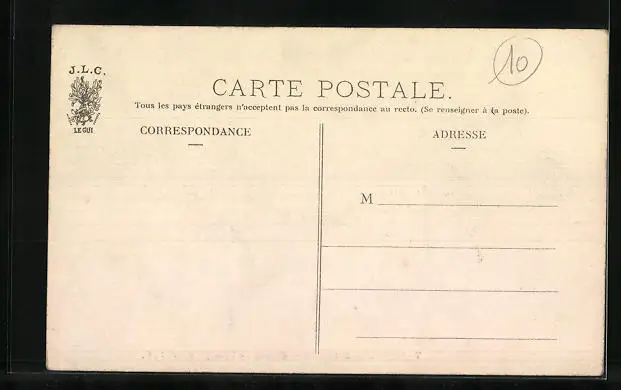 10
J.L.C.
LE GUI
CARTE POSTALE.
Tous les pays étrangers n'acceptent pas la correspondance au recto. (Se renseigner à la poste).
CORRESPONDANCE
ADRESSE
M